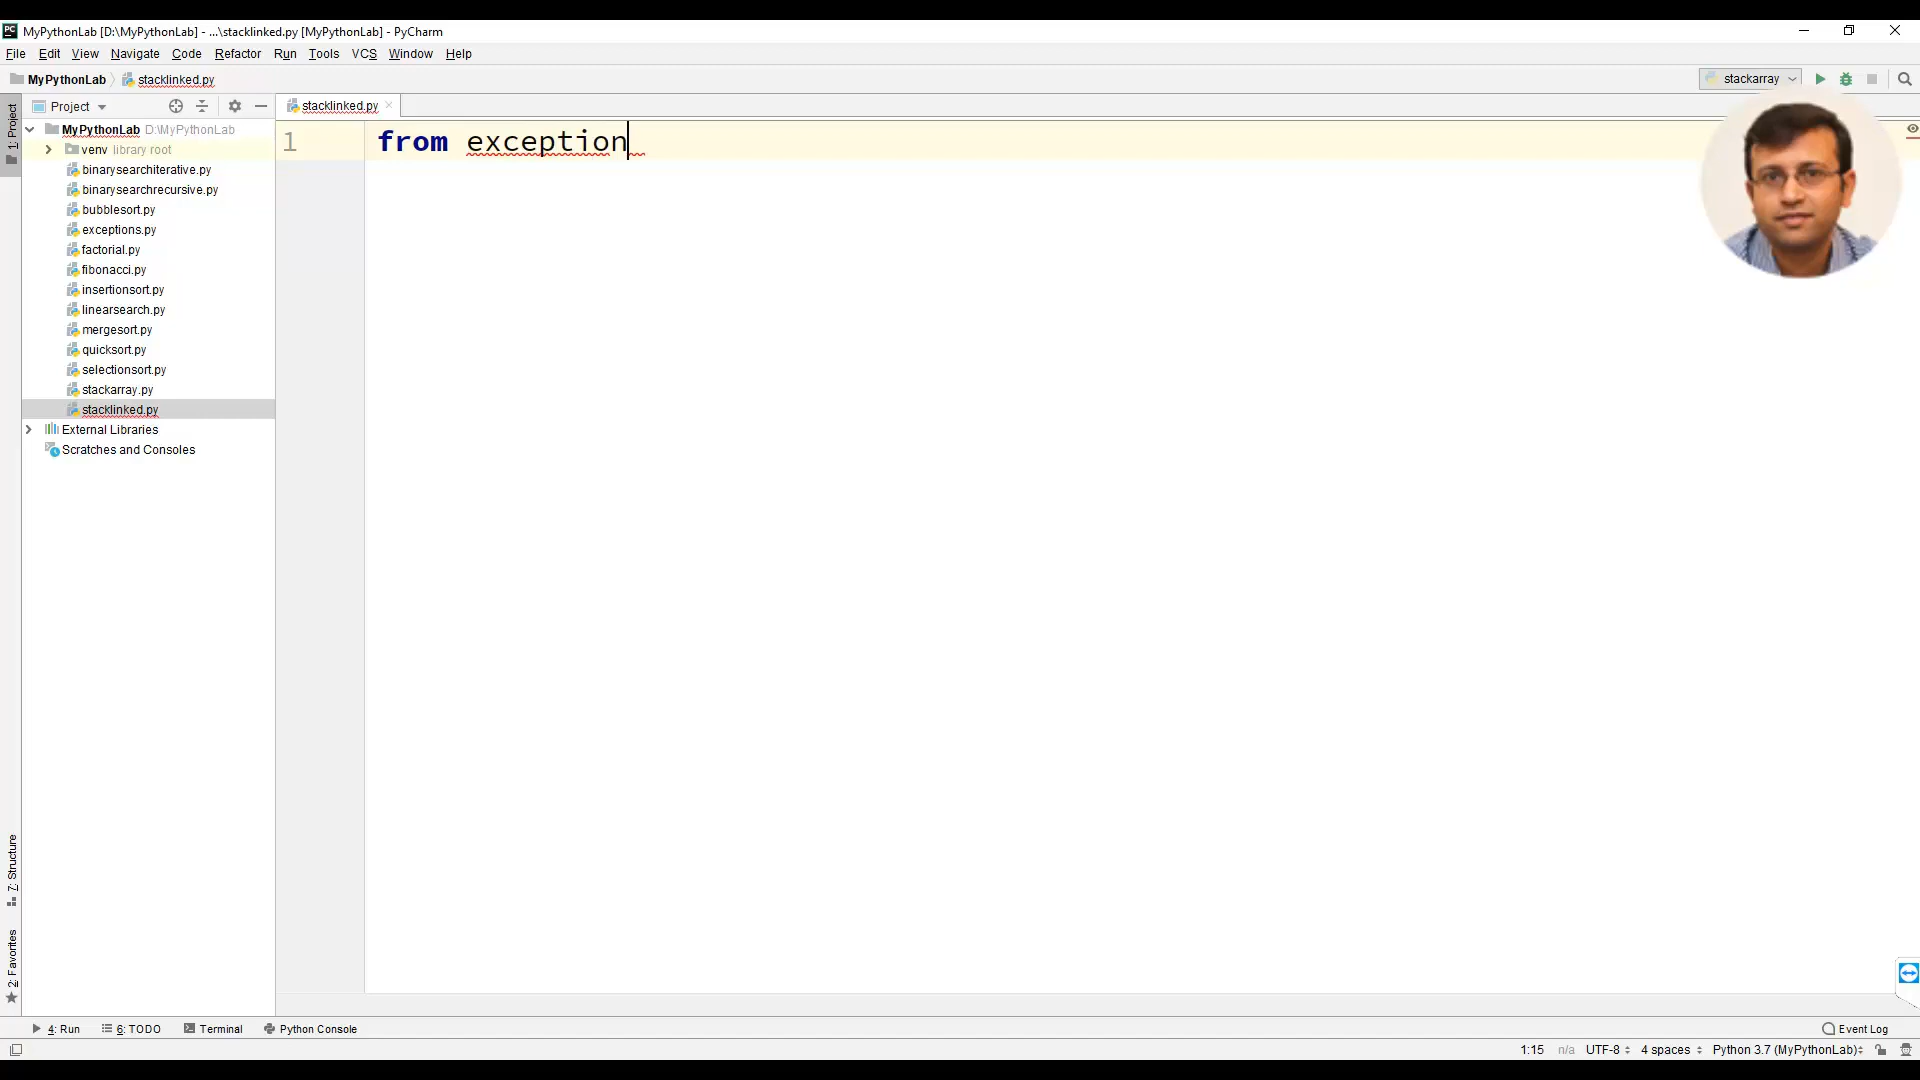 MyPythonLab [D:\MyPythonLab] - ...\stacklinked.py [MyPythonLab] - PyCharm
File Edit View Navigate Code Refactor Run Tools VCS Window Help
MyPythonLab stacklinked.py stackarray
1: Project
Project
stacklinked.py
MyPythonLab D:\MyPythonLab
venv library root
binarysearchiterative.py
binarysearchrecursive.py
bubblesort.py
exceptions.py
factorial.py
fibonacci.py
insertionsort.py
linearsearch.py
mergesort.py
quicksort.py
selectionsort.py
stackarray.py
stacklinked.py
External Libraries
Scratches and Consoles
1 from exception
7: Structure
2: Favorites
4: Run 6: TODO Terminal Python Console Event Log
1:15 n/a UTF-8 4 spaces Python 3.7 (MyPythonLab)